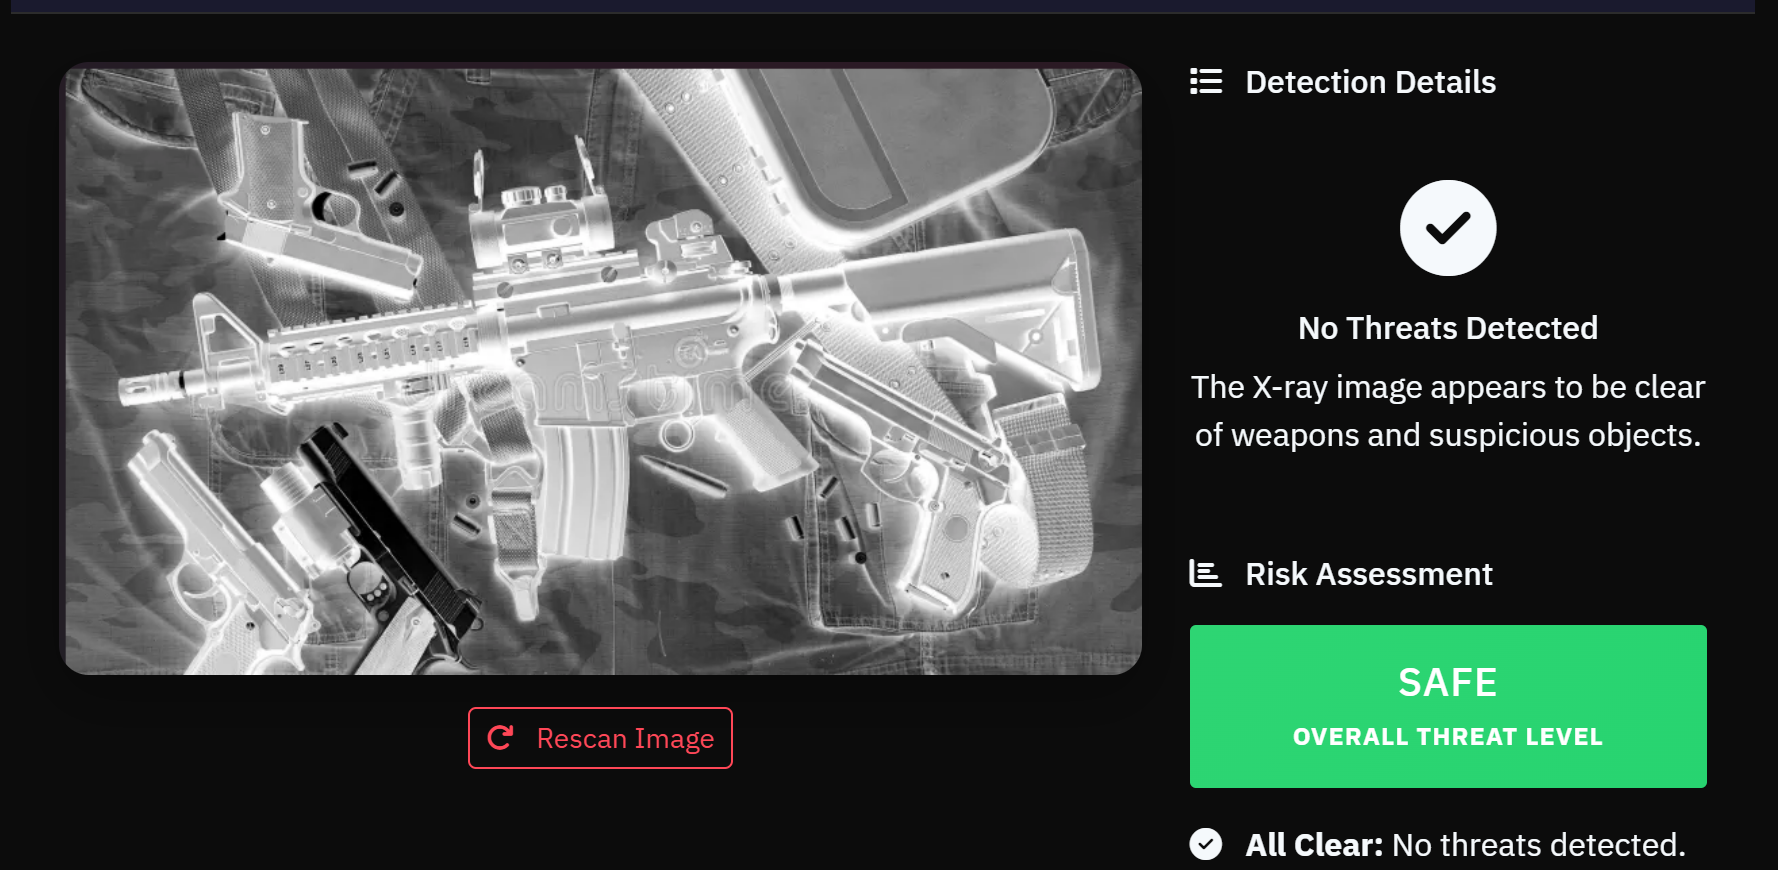 Detection Details
No Threats Detected
The X-ray image appears to be clear
of weapons and suspicious objects.
Risk Assessment
SAFE
OVERALL THREAT LEVEL
Rescan Image
All Clear: No threats detected.